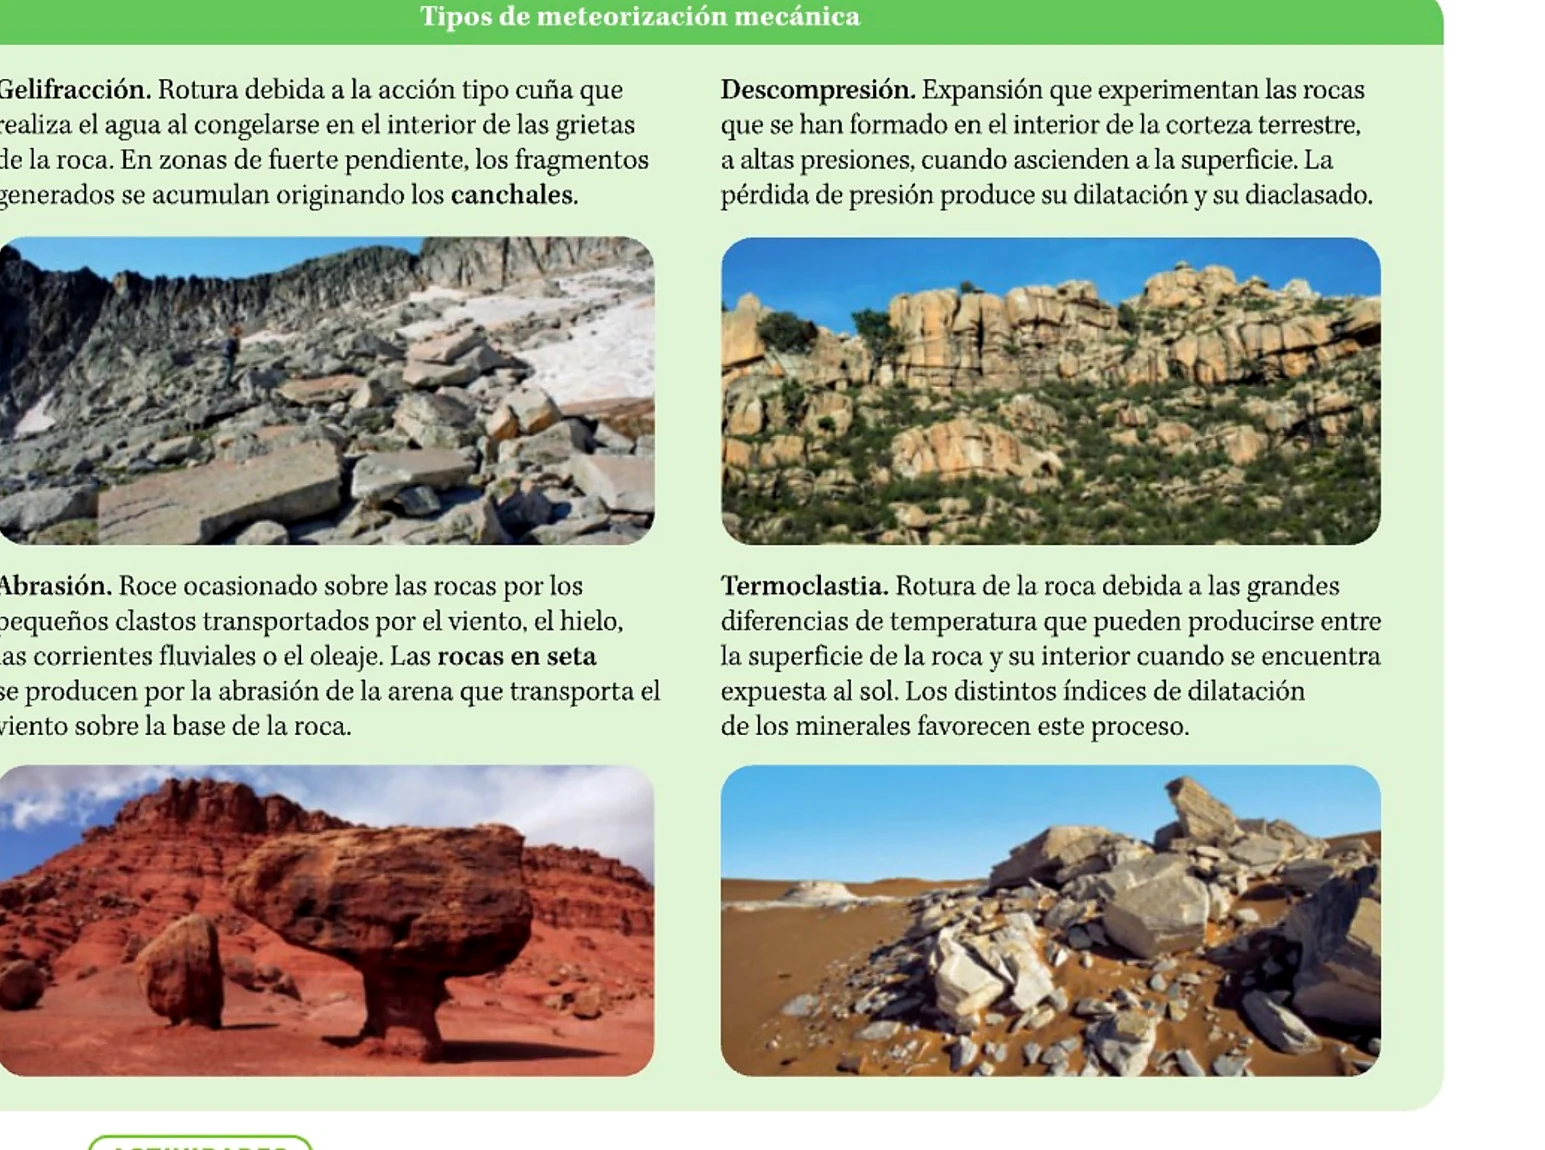 Tipos de meteorización mecánica
Gelifracción. Rotura debida a la acción tipo cuña que
realiza el agua al congelarse en el interior de las grietas
de la roca. En zonas de fuerte pendiente, los fragmentos
generados se acumulan originando los canchales.
Descompresión. Expansión que experimentan las rocas
que se han formado en el interior de la corteza terrestre,
a altas presiones, cuando ascienden a la superficie. La
pérdida de presión produce su dilatación y su diaclasado.
Abrasión. Roce ocasionado sobre las rocas por los
pequeños clastos transportados por el viento, el hielo,
las corrientes fluviales o el oleaje. Las rocas en seta
se producen por la abrasión de la arena que transporta el
viento sobre la base de la roca.
Termoclastia. Rotura de la roca debida a las grandes
diferencias de temperatura que pueden producirse entre
la superficie de la roca y su interior cuando se encuentra
expuesta al sol. Los distintos índices de dilatación
de los minerales favorecen este proceso.
ACTIVIDADES